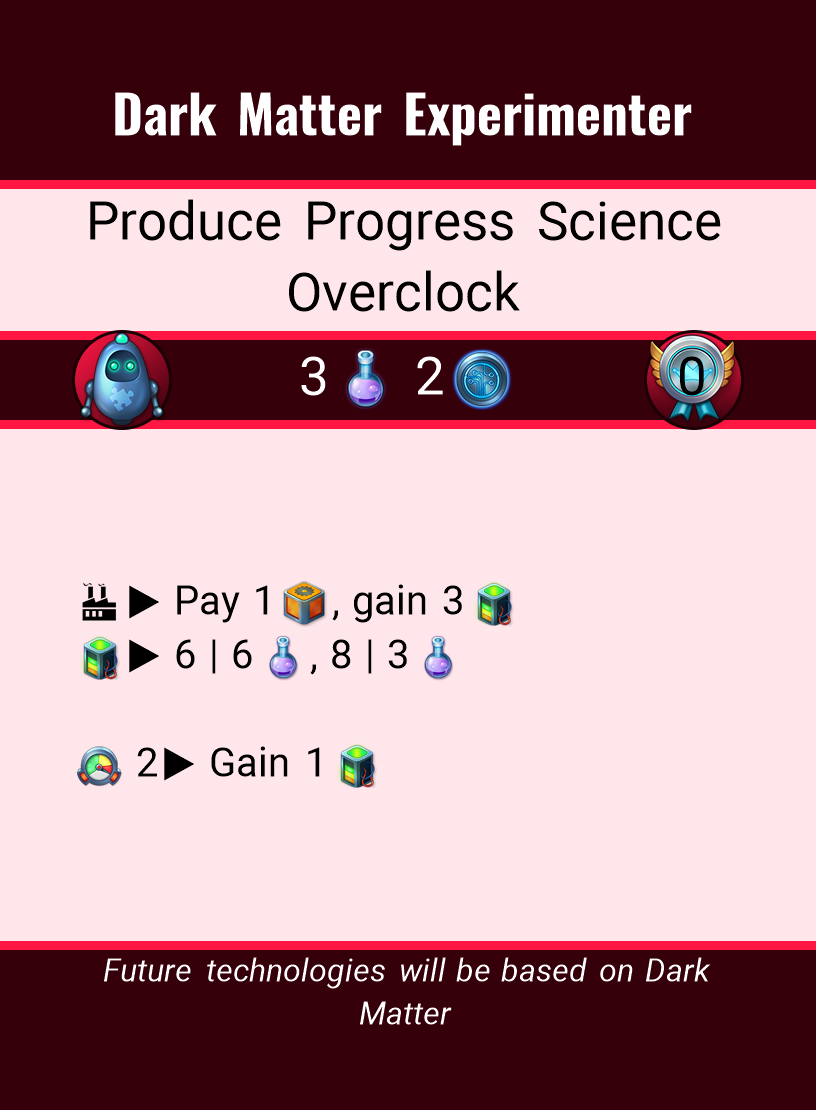 Dark Matter Experimenter
Produce Progress Science
Overclock
3 2 0
▶ Pay 1 , gain 3
▶ 6 | 6 , 8 | 3
2▶ Gain 1
Future technologies will be based on Dark
Matter